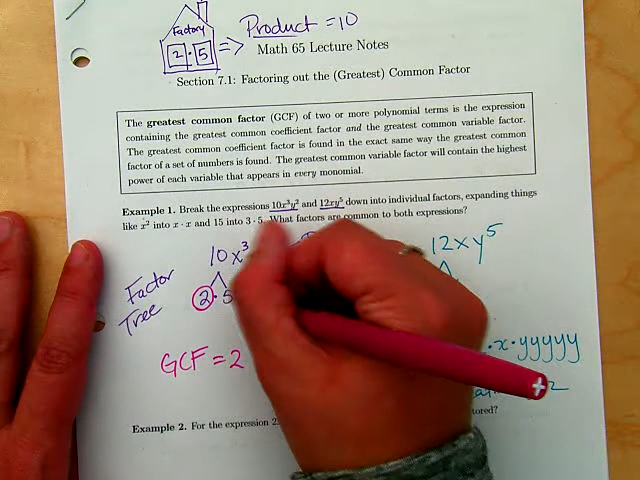 Factory
2 · 5 => Product = 10
Math 65 Lecture Notes
Section 7.1: Factoring out the (Greatest) Common Factor
The greatest common factor (GCF) of two or more polynomial terms is the expression
containing the greatest common coefficient factor and the greatest common variable factor.
The greatest common coefficient factor is found in the exact same way the greatest common
factor of a set of numbers is found. The greatest common variable factor will contain the highest
power of each variable that appears in every monomial.
Example 1. Break the expressions 10x³y² and 12xy⁵ down into individual factors, expanding things
like x² into x · x and 15 into 3 · 5. What factors are common to both expressions?
10x³ 12xy⁵
Factor
Tree
2 · 5
· x · yyyyy
GCF = 2
2
Example 2. For the expression